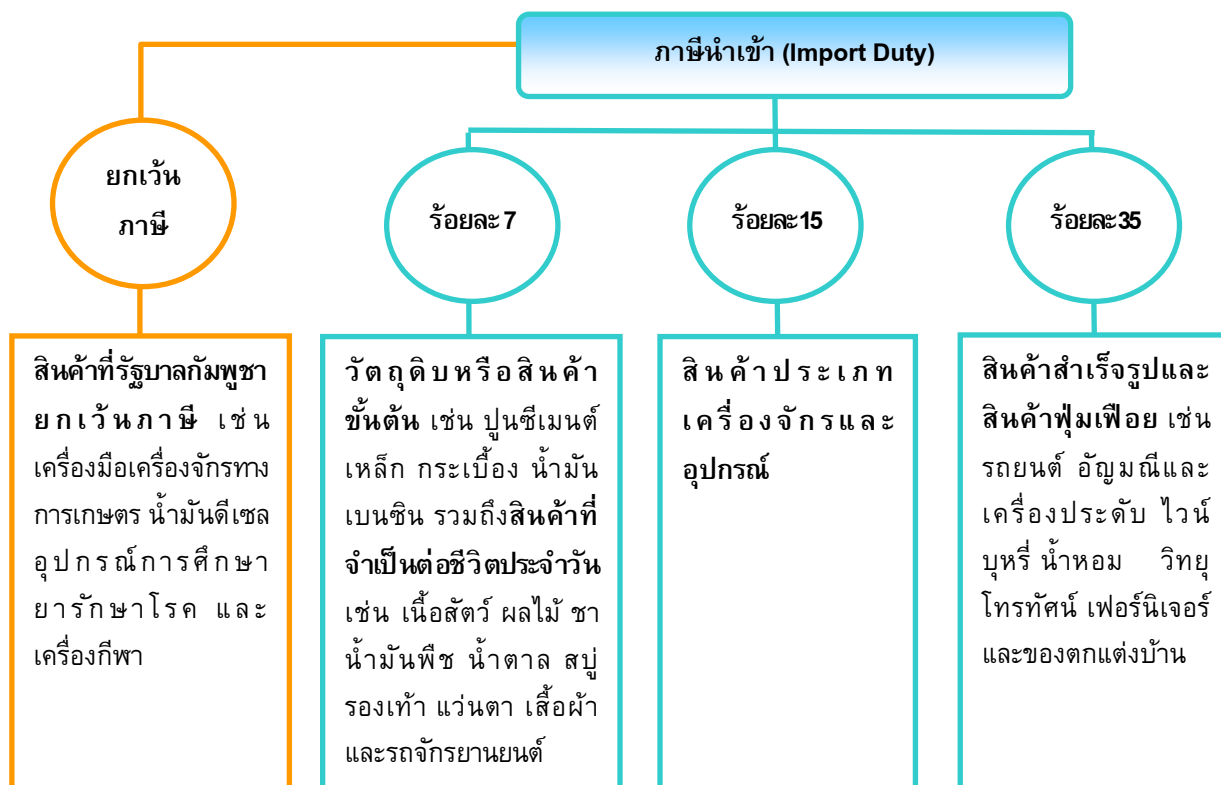 ภาษีนำเข้า (Import Duty)
ยกเว้น
ภาษี
ร้อยละ 7
ร้อยละ15
ร้อยละ35
สินค้าที่รัฐบาลกัมพูชา
ยกเว้นภาษี เช่น
เครื่องมือเครื่องจักรทาง
การเกษตร น้ำมันดีเซล
อุปกรณ์การศึกษา
ยารักษาโรค และ
เครื่องกีฬา
วัตถุดิบหรือสินค้า
ขั้นต้น เช่น ปูนซีเมนต์
เหล็ก กระเบื้อง น้ำมัน
เบนซิน รวมถึงสินค้าที่
จำเป็นต่อชีวิตประจำวัน
เช่น เนื้อสัตว์ ผลไม้ ชา
น้ำมันพืช น้ำตาล สบู่
รองเท้า แว่นตา เสื้อผ้า
และรถจักรยานยนต์
สินค้าประเภท
เครื่องจักรและ
อุปกรณ์
สินค้าสำเร็จรูปและ
สินค้าฟุ่มเฟือย เช่น
รถยนต์ อัญมณีและ
เครื่องประดับ ไวน์
บุหรี่ น้ำหอม วิทยุ
โทรทัศน์ เฟอร์นิเจอร์
และของตกแต่งบ้าน